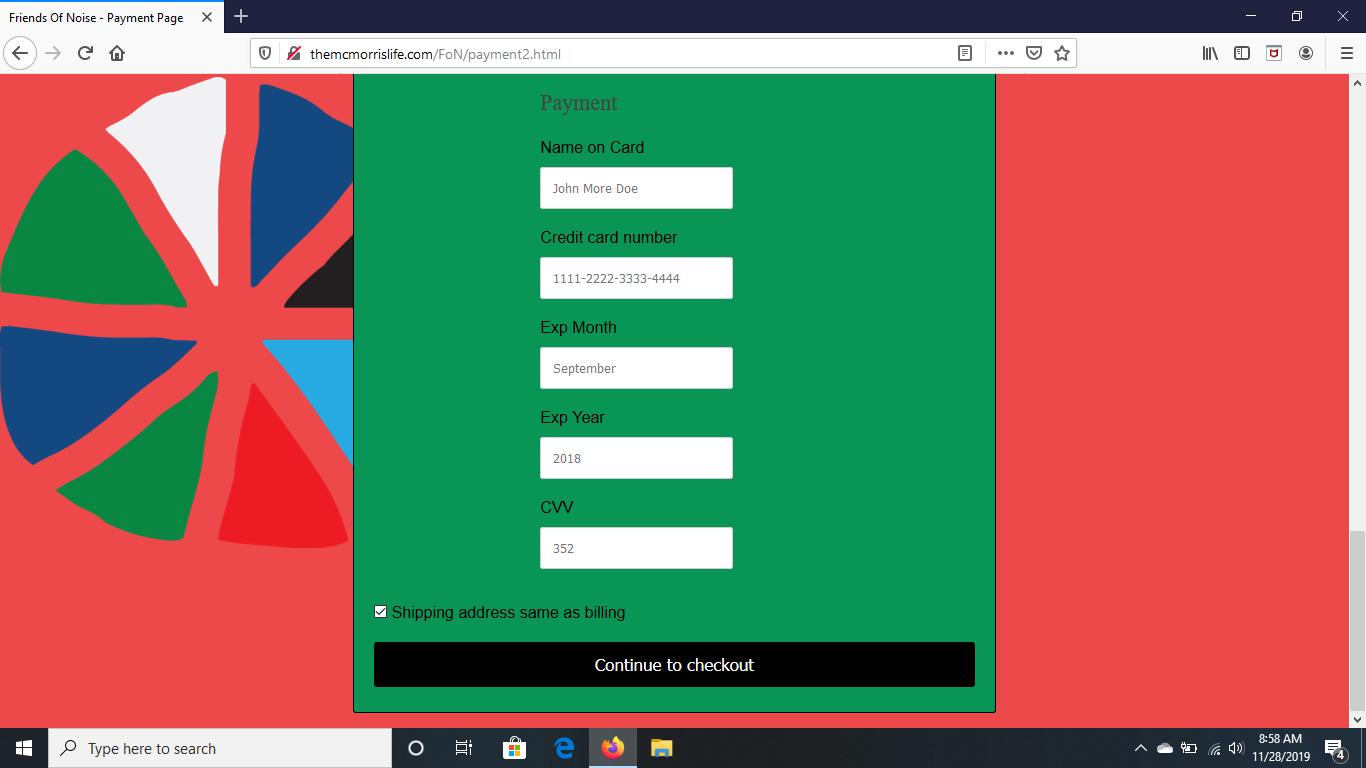 Friends Of Noise - Payment Page
themcmorrislife.com/FoN/payment2.html
Payment
Name on Card
John More Doe
Credit card number
1111-2222-3333-4444
Exp Month
September
Exp Year
2018
CVV
352
Shipping address same as billing
Continue to checkout
Type here to search
8:58 AM
11/28/2019
4